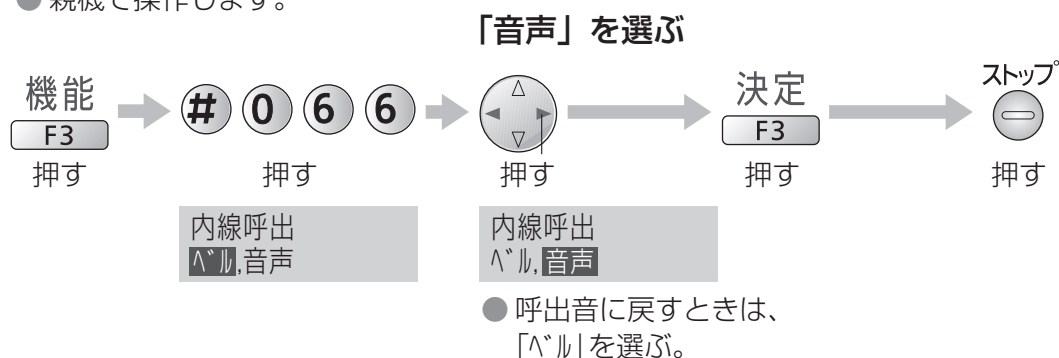 ● 親機で操作します。
「音声」を選ぶ
機能
F3
押す
# 0 6 6
押す
内線呼出
ﾍﾞﾙ,音声
押す
内線呼出
ﾍﾞﾙ,音声
● 呼出音に戻すときは、
「ﾍﾞﾙ」を選ぶ。
決定
F3
押す
ストップ
押す